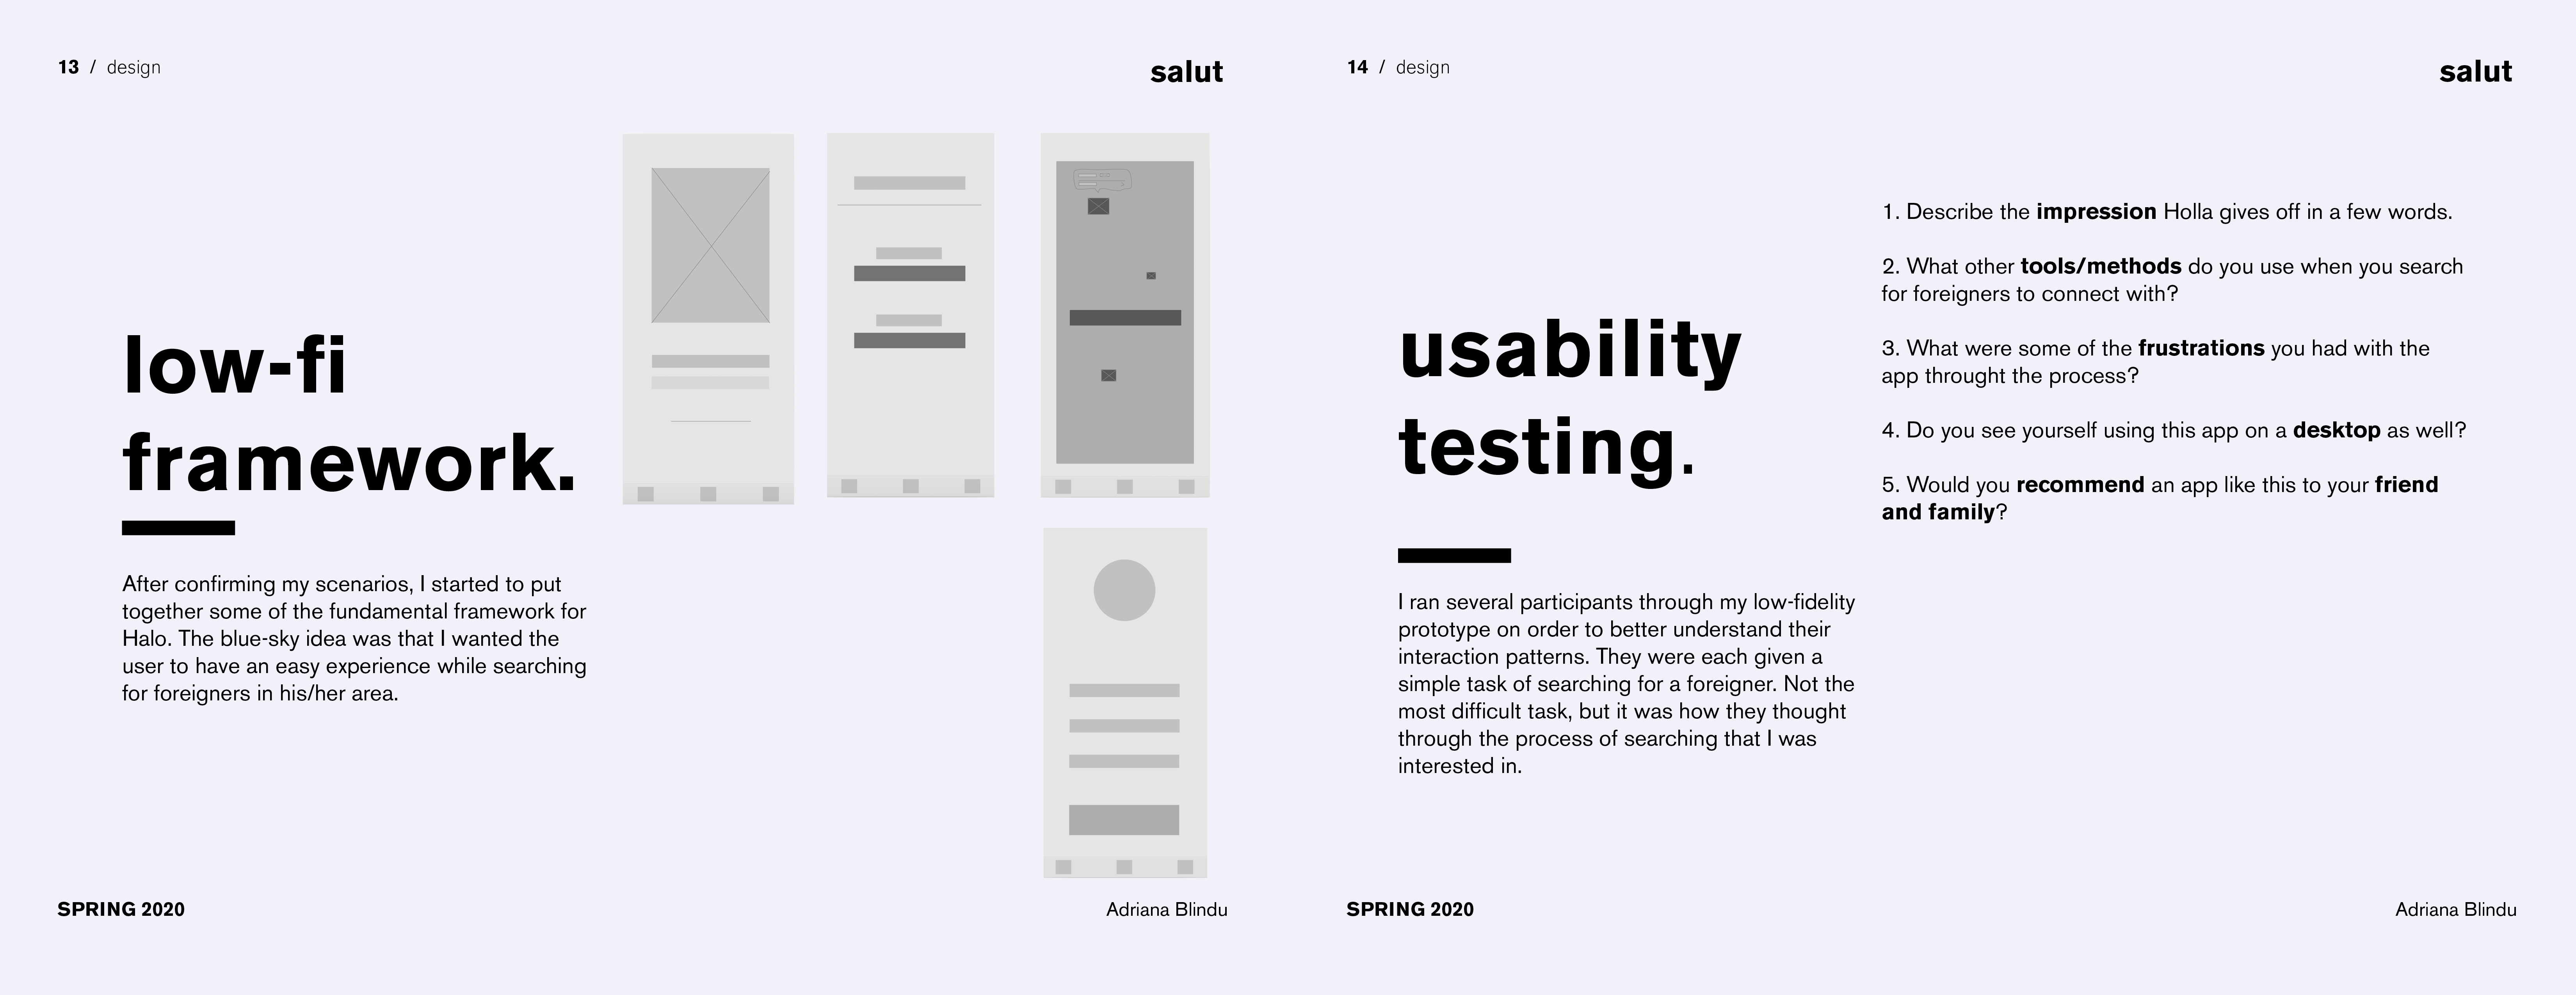 13 / design
salut
low-fi
framework.
After confirming my scenarios, I started to put
together some of the fundamental framework for
Halo. The blue-sky idea was that I wanted the
user to have an easy experience while searching
for foreigners in his/her area.
SPRING 2020
Adriana Blindu
14 / design
salut
usability
testing.
I ran several participants through my low-fidelity
prototype on order to better understand their
interaction patterns. They were each given a
simple task of searching for a foreigner. Not the
most difficult task, but it was how they thought
through the process of searching that I was
interested in.
1. Describe the impression Holla gives off in a few words.
2. What other tools/methods do you use when you search
for foreigners to connect with?
3. What were some of the frustrations you had with the
app throught the process?
4. Do you see yourself using this app on a desktop as well?
5. Would you recommend an app like this to your friend
and family?
SPRING 2020
Adriana Blindu